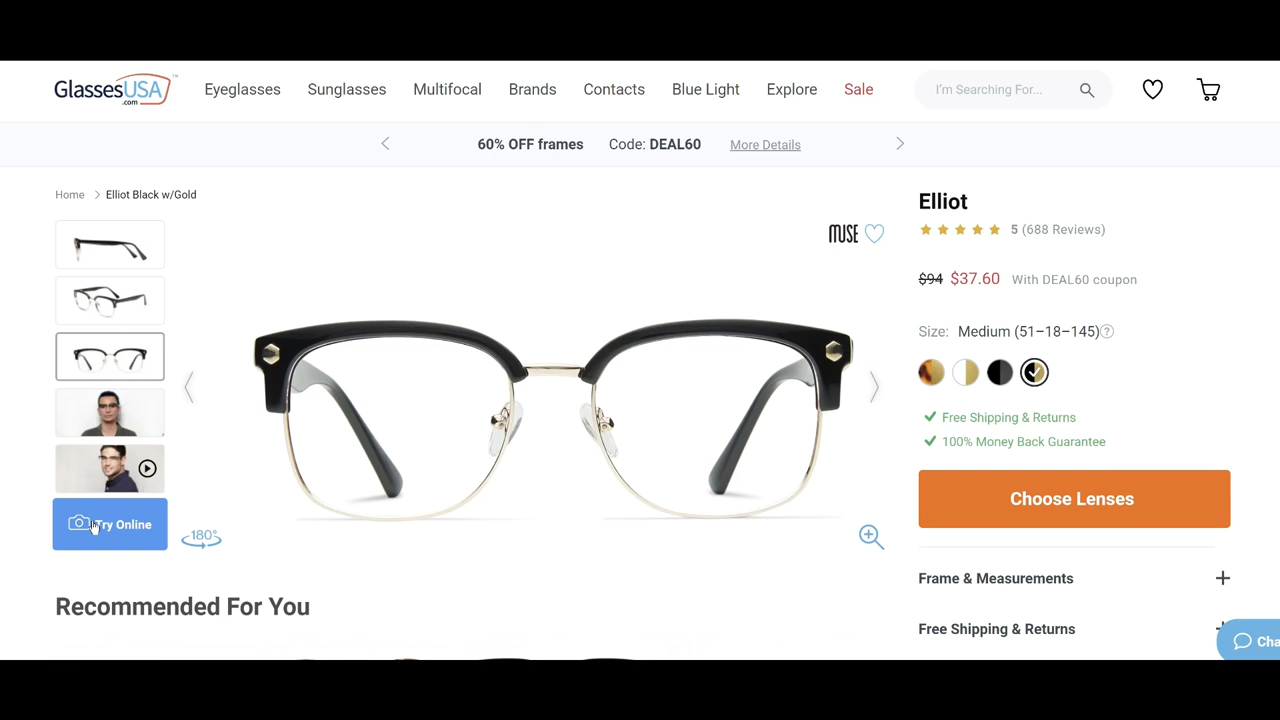 GlassesUSA™
.com
Eyeglasses Sunglasses Multifocal Brands Contacts Blue Light Explore Sale
I'm Searching For...
60% OFF frames Code: DEAL60 More Details
Home > Elliot Black w/Gold
MUSE
180°
Try Online
Elliot
5 (688 Reviews)
$94 $37.60 With DEAL60 coupon
Size: Medium (51–18–145) ?
Free Shipping & Returns
100% Money Back Guarantee
Choose Lenses
Frame & Measurements +
Free Shipping & Returns +
Cha
Recommended For You